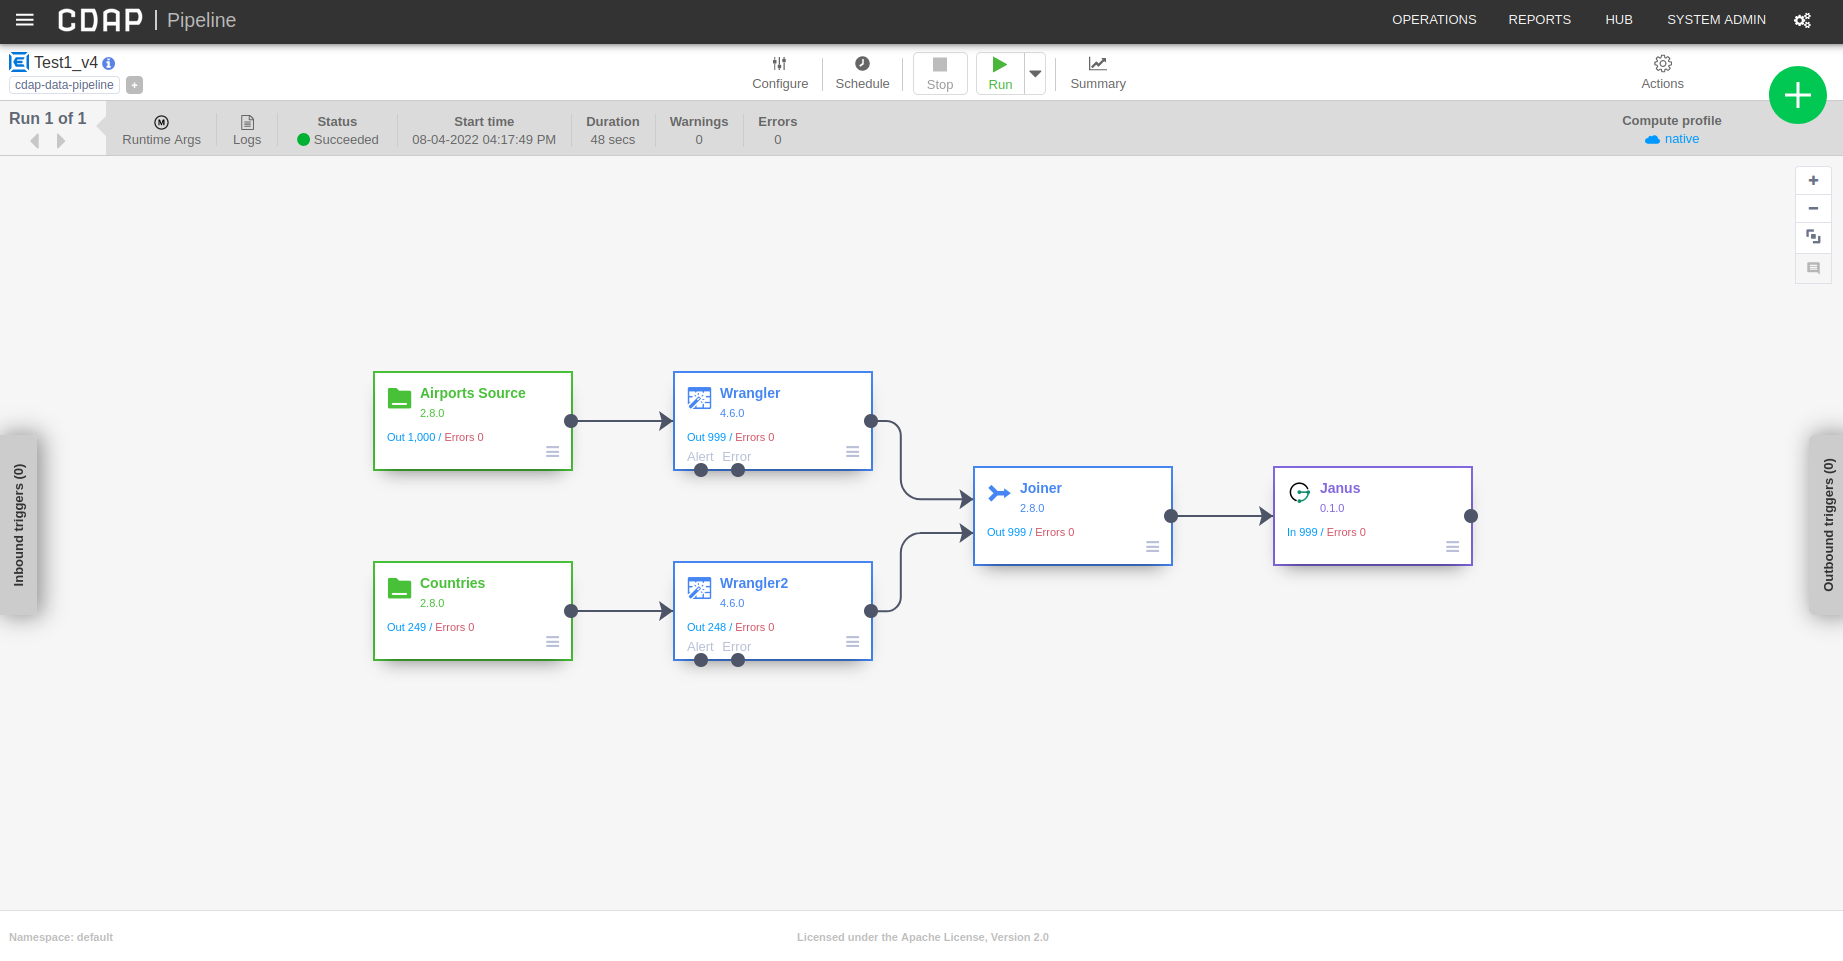 CDAP | Pipeline
OPERATIONS REPORTS HUB SYSTEM ADMIN
Test1_v4
cdap-data-pipeline +
Configure Schedule Stop Run Summary Actions
Run 1 of 1
Runtime Args
Logs
Status
Succeeded
Start time
08-04-2022 04:17:49 PM
Duration
48 secs
Warnings
0
Errors
0
Compute profile
native
Inbound triggers (0)
Airports Source
2.8.0
Out 1,000 / Errors 0
Wrangler
4.6.0
Out 999 / Errors 0
Alert Error
Countries
2.8.0
Out 249 / Errors 0
Wrangler2
4.6.0
Out 248 / Errors 0
Alert Error
Joiner
2.8.0
Out 999 / Errors 0
Janus
0.1.0
In 999 / Errors 0
Outbound triggers (0)
Namespace: default
Licensed under the Apache License, Version 2.0